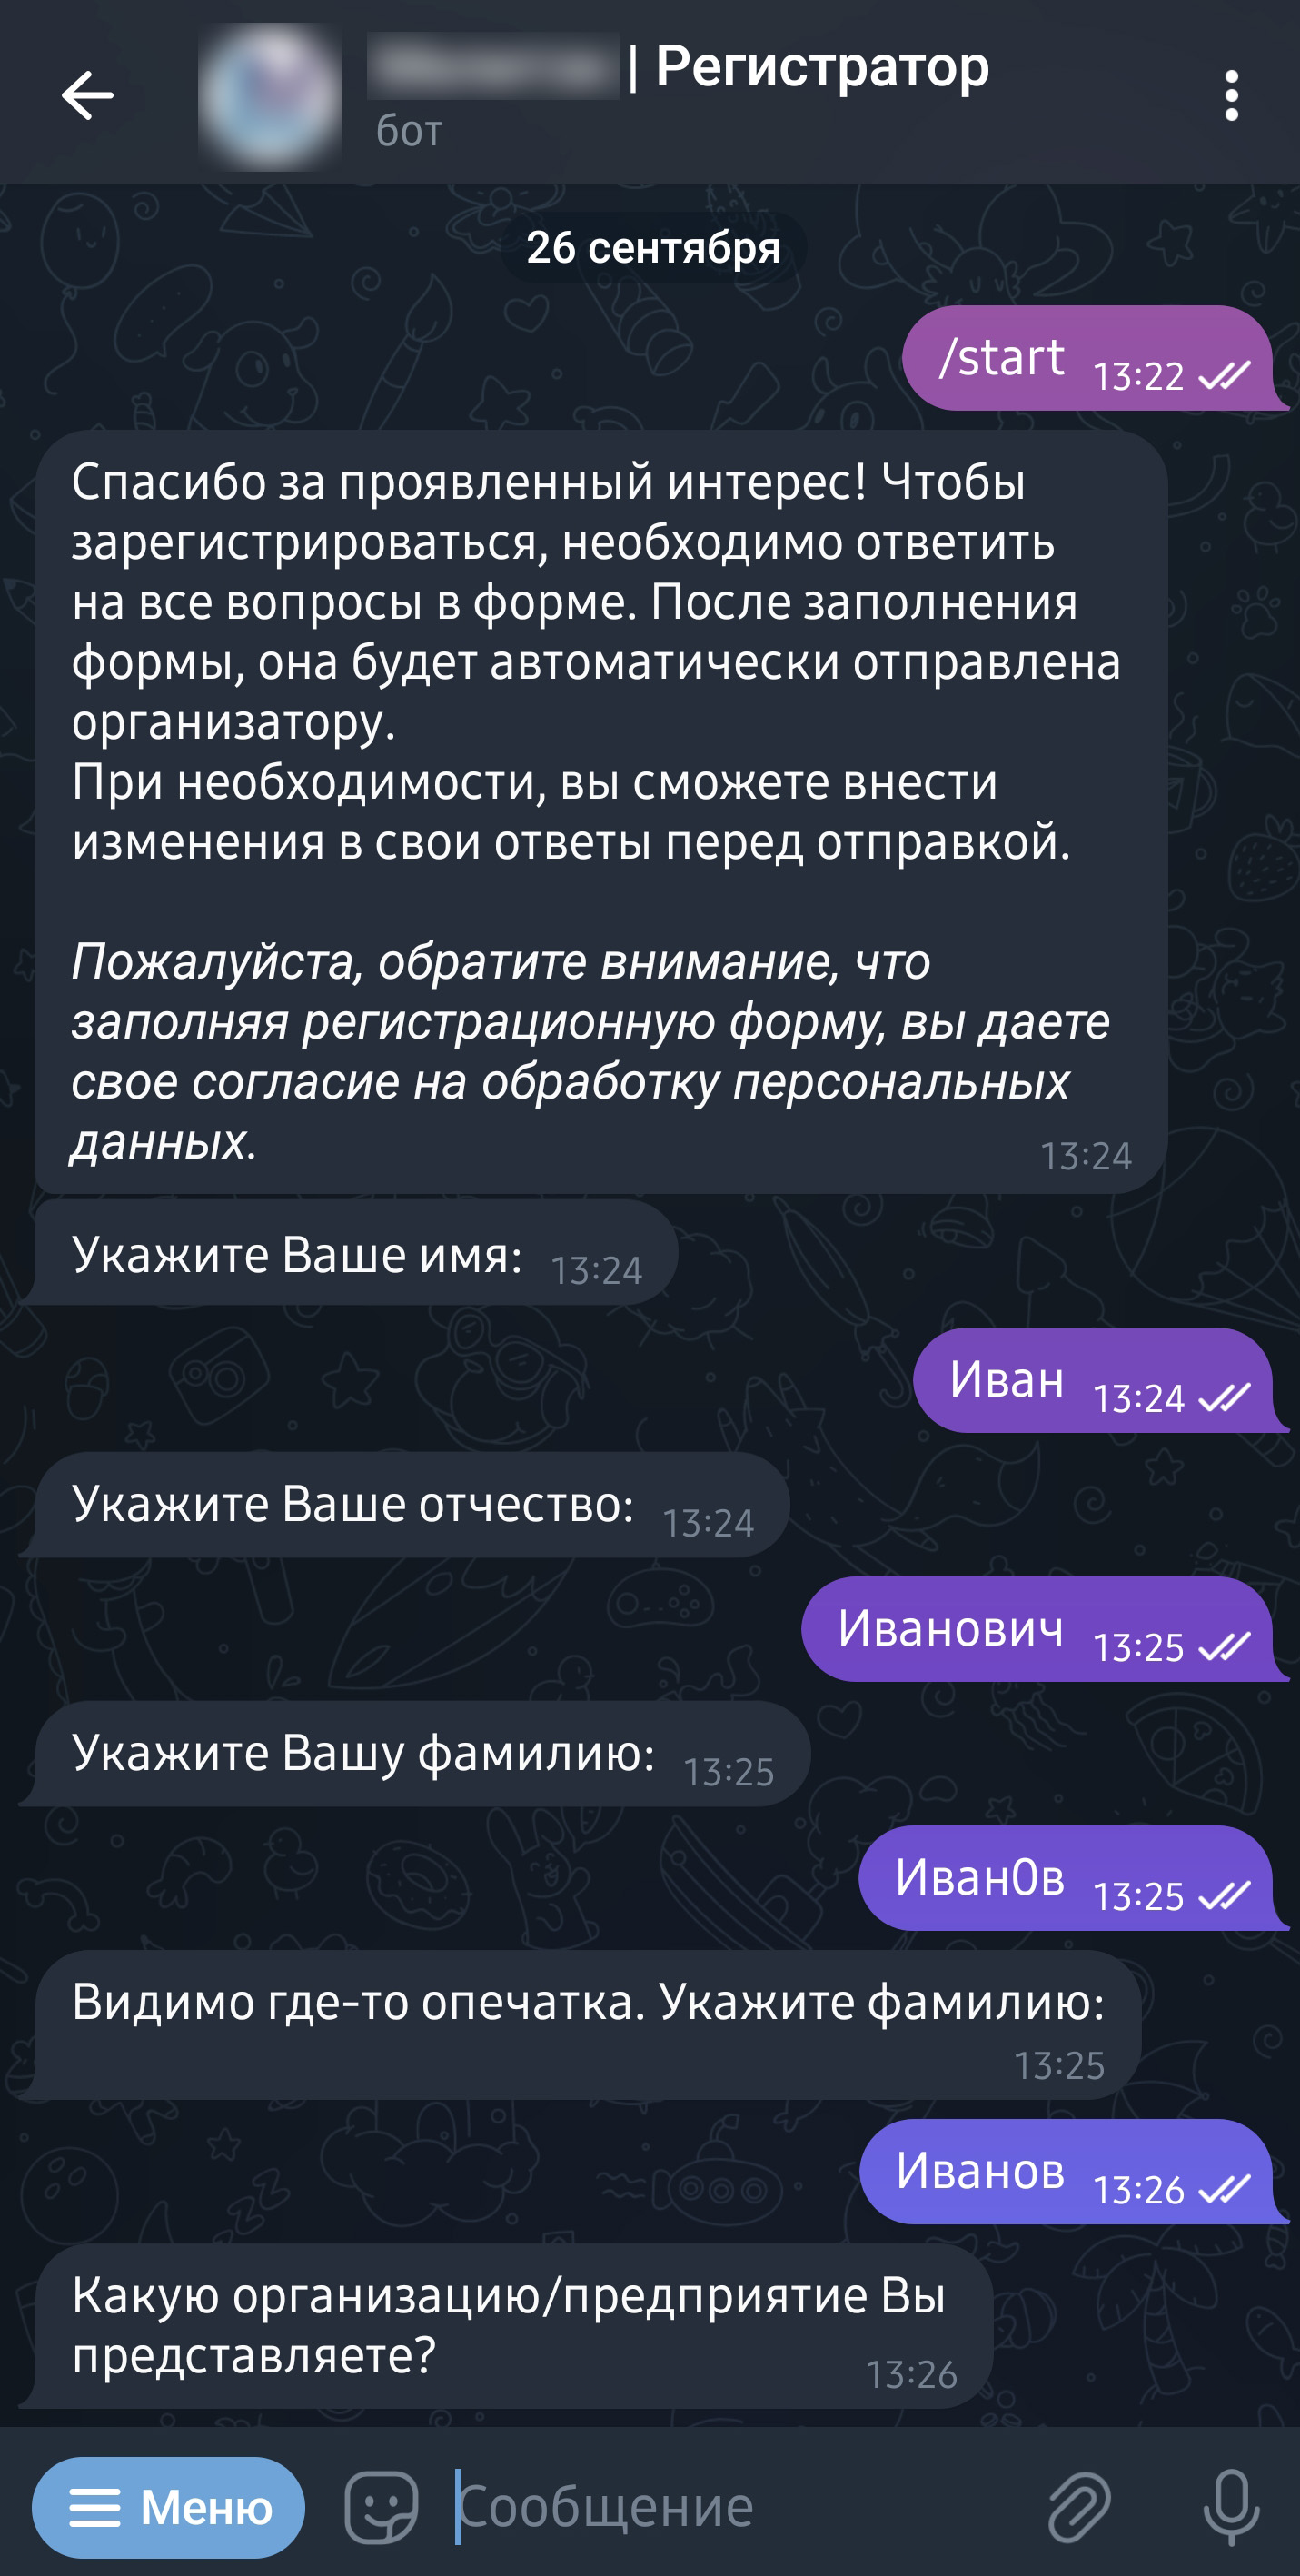 | Регистратор
бот
26 сентября
/start 13:22
Спасибо за проявленный интерес! Чтобы
зарегистрироваться, необходимо ответить
на все вопросы в форме. После заполнения
формы, она будет автоматически отправлена
организатору.
При необходимости, вы сможете внести
изменения в свои ответы перед отправкой.
Пожалуйста, обратите внимание, что
заполняя регистрационную форму, вы даете
свое согласие на обработку персональных
данных. 13:24
Укажите Ваше имя: 13:24
Иван 13:24
Укажите Ваше отчество: 13:24
Иванович 13:25
Укажите Вашу фамилию: 13:25
Иван0в 13:25
Видимо где-то опечатка. Укажите фамилию:
13:25
Иванов 13:26
Какую организацию/предприятие Вы
представляете? 13:26
Меню Сообщение